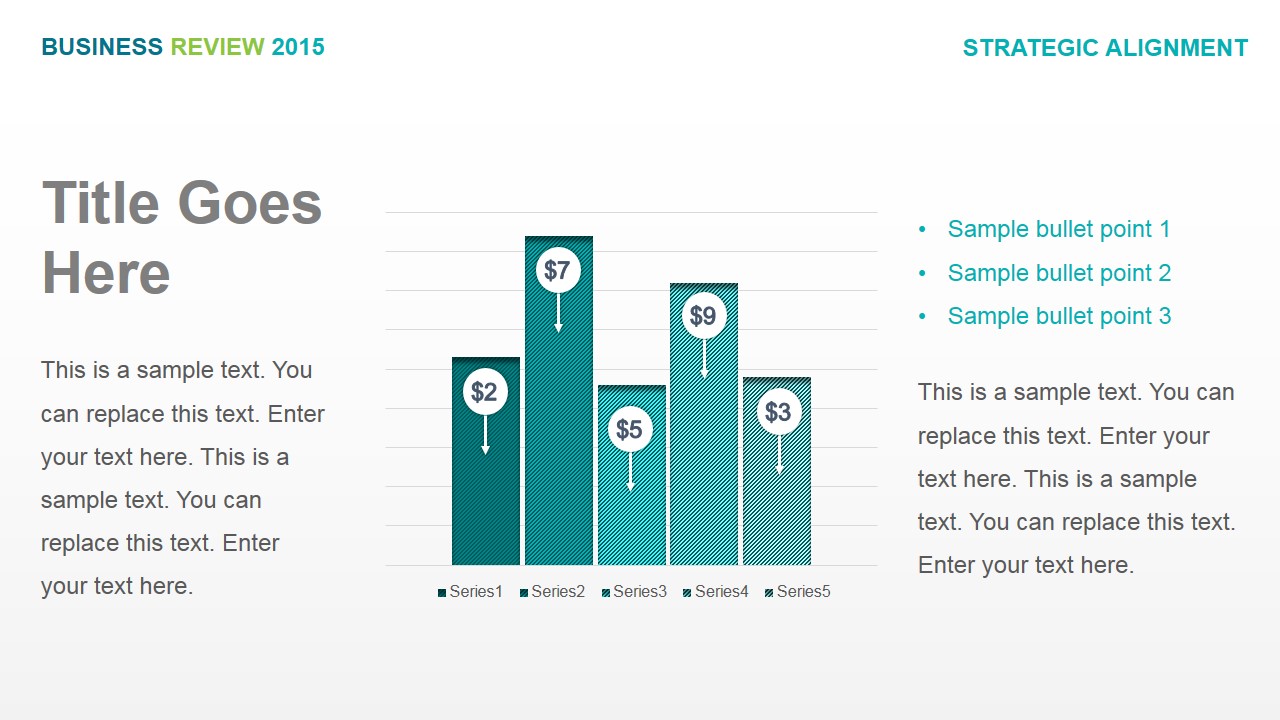 BUSINESS REVIEW 2015
STRATEGIC ALIGNMENT
Title Goes
Here
This is a sample text. You
can replace this text. Enter
your text here. This is a
sample text. You can
replace this text. Enter
your text here.
$2
$7
$5
$9
$3
Series1 Series2 Series3 Series4 Series5
• Sample bullet point 1
• Sample bullet point 2
• Sample bullet point 3
This is a sample text. You can
replace this text. Enter your
text here. This is a sample
text. You can replace this text.
Enter your text here.